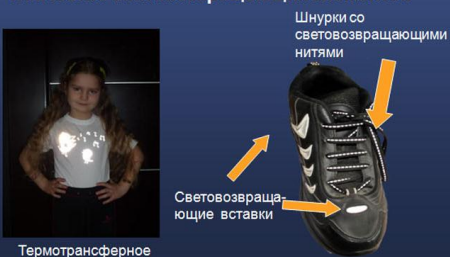 Шнурки со
световозвращающими
нитями
Световозвраща-
ющие вставки
Термотрансферное